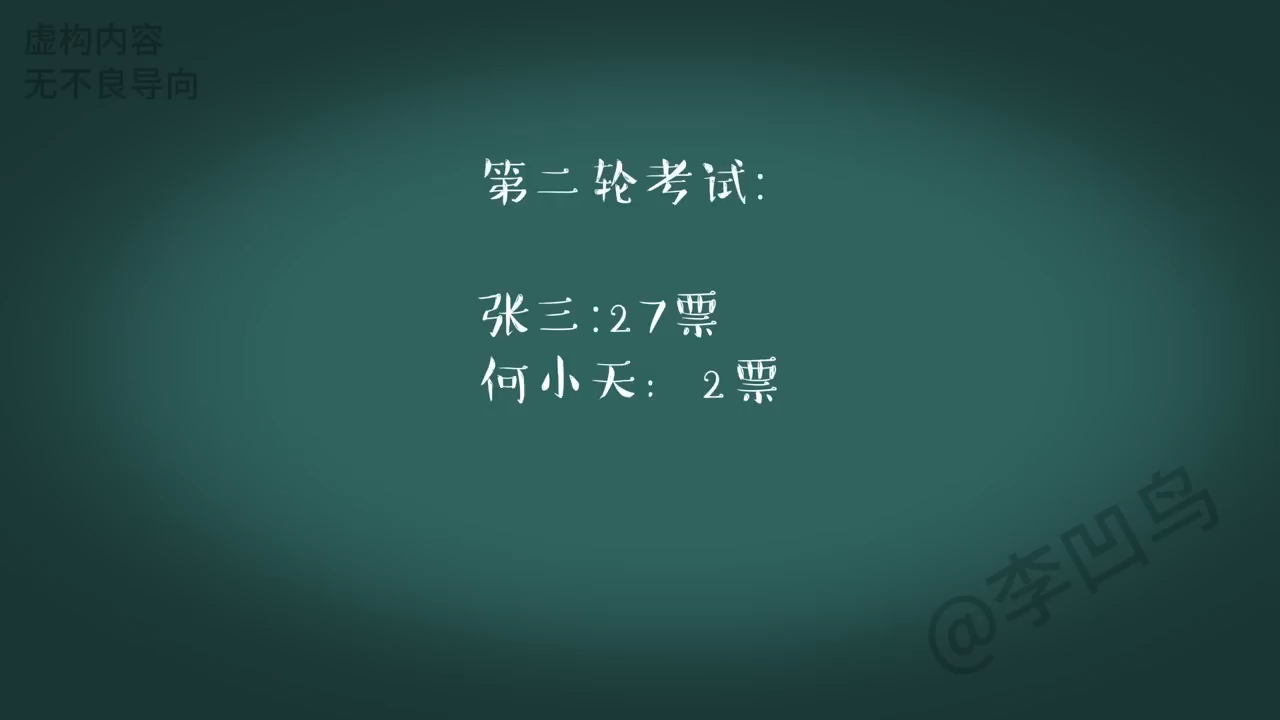 虚构内容
无不良导向
第二轮考试:
张三:27票
何小天: 2票
@李凹鸟